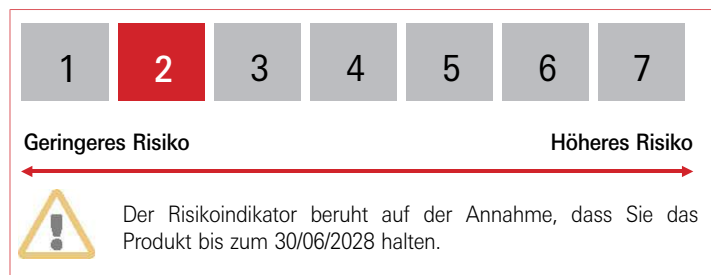 1 2 3 4 5 6 7
Geringeres Risiko Höheres Risiko
Der Risikoindikator beruht auf der Annahme, dass Sie das
Produkt bis zum 30/06/2028 halten.